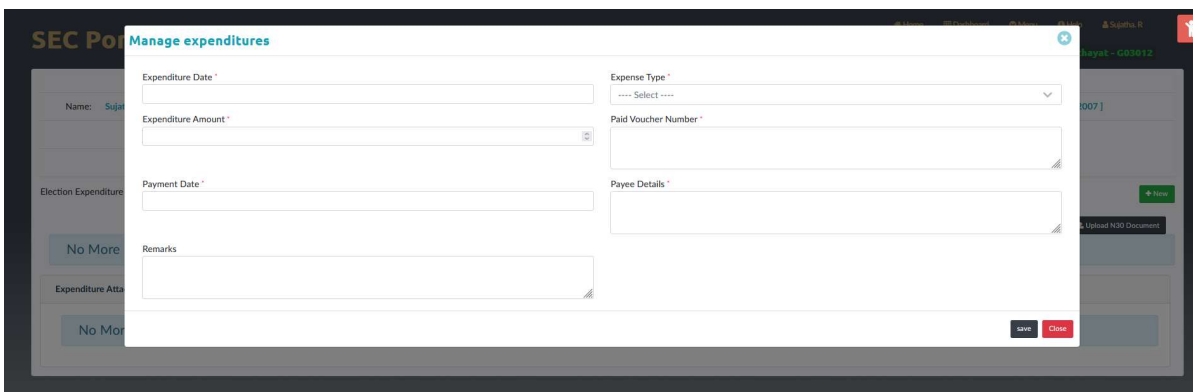 Home Dashboard Menu Help Sujatha. R
SEC Por
Manage expenditures
hayat - G03012
Expenditure Date *
Expense Type *
---- Select ----
Name: Sujat
2007 ]
Expenditure Amount *
Paid Voucher Number *
Payment Date *
Payee Details *
Election Expenditure
New
Upload N30 Document
No More
Remarks
Expenditure Atta
No Mor
save
Close